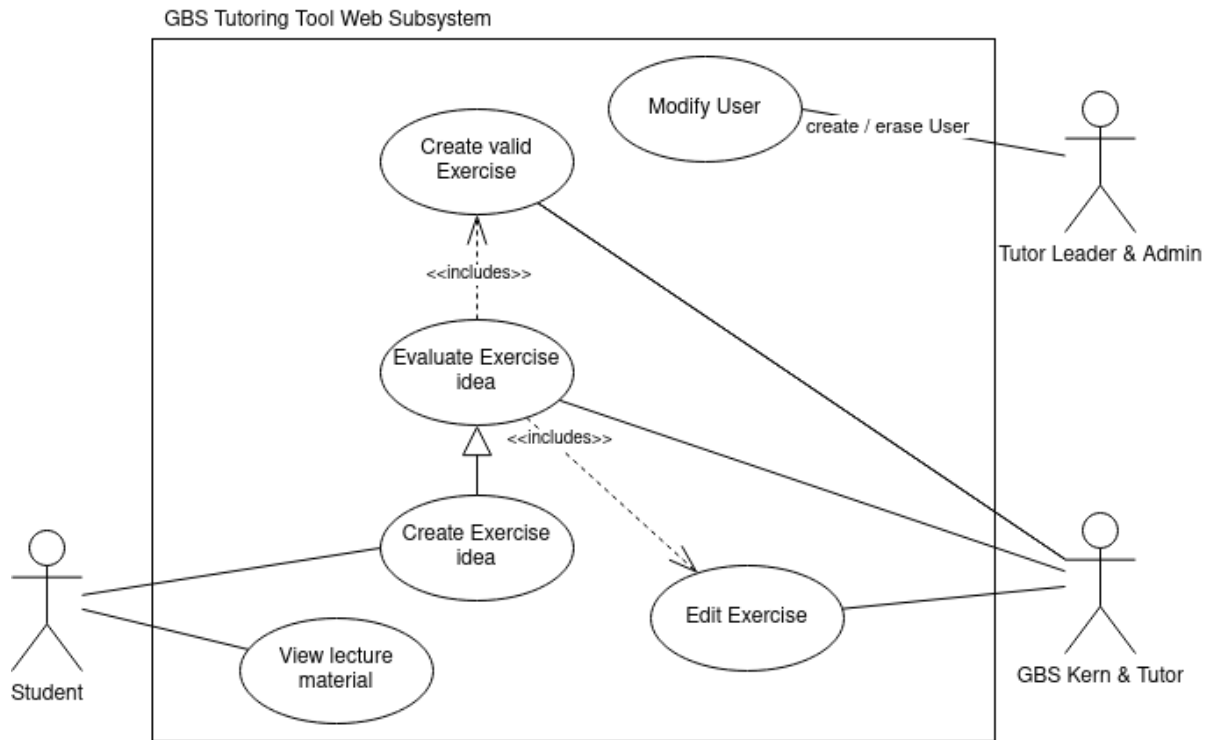 GBS Tutoring Tool Web Subsystem
Modify User
create / erase User
Tutor Leader & Admin
Create valid
Exercise
<<includes>>
Evaluate Exercise
idea
<<includes>>
Create Exercise
idea
Edit Exercise
View lecture
material
Student
GBS Kern & Tutor